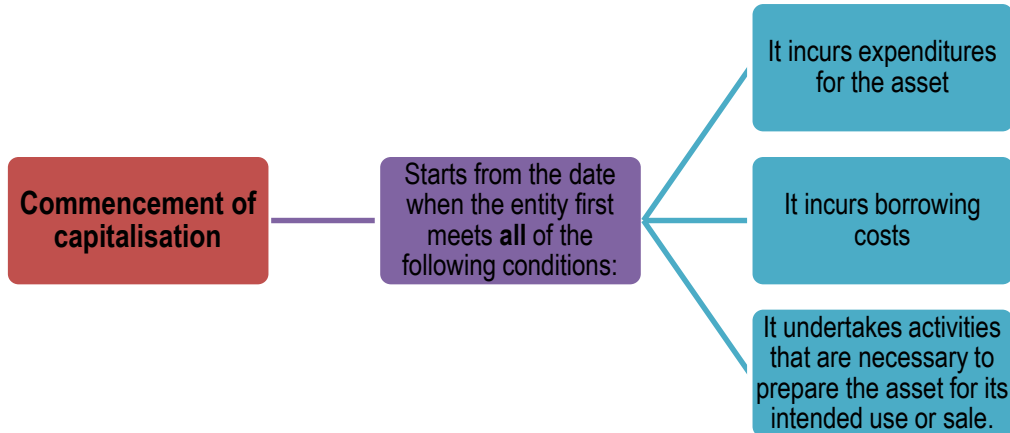 Commencement of
capitalisation
Starts from the date
when the entity first
meets all of the
following conditions:
It incurs expenditures
for the asset
It incurs borrowing
costs
It undertakes activities
that are necessary to
prepare the asset for its
intended use or sale.